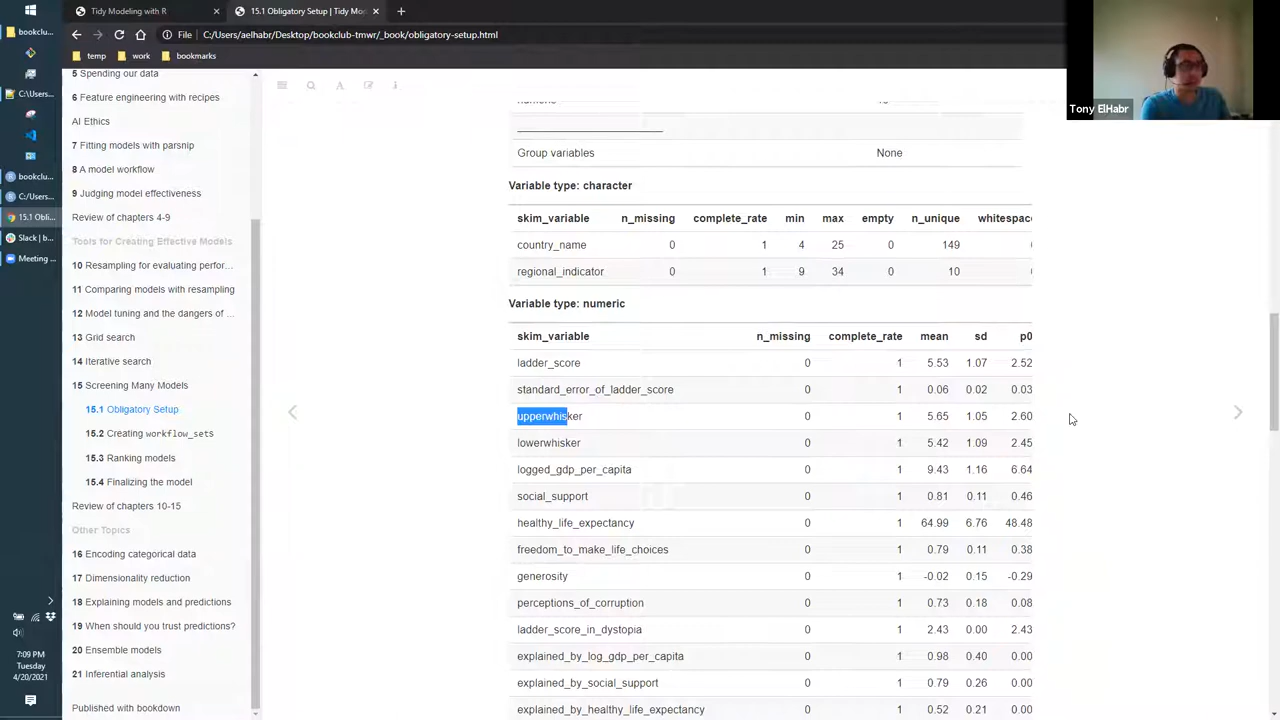 Tidy Modeling with R
15.1 Obligatory Setup | Tidy Mod
File
C:/Users/aelhabr/Desktop/bookclub-tmwr/_book/obligatory-setup.html
temp
work
bookmarks
bookclu...
C:\Users...
bookclu...
C:/Users...
15.1 Obli...
Slack | b...
Meeting ...
7:09 PM
Tuesday
4/20/2021
5 Spending our data
6 Feature engineering with recipes
AI Ethics
7 Fitting models with parsnip
8 A model workflow
9 Judging model effectiveness
Review of chapters 4-9
Tools for Creating Effective Models
10 Resampling for evaluating perfor...
11 Comparing models with resampling
12 Model tuning and the dangers of ...
13 Grid search
14 Iterative search
15 Screening Many Models
15.1 Obligatory Setup
15.2 Creating workflow_sets
15.3 Ranking models
15.4 Finalizing the model
Review of chapters 10-15
Other Topics
16 Encoding categorical data
17 Dimensionality reduction
18 Explaining models and predictions
19 When should you trust predictions?
20 Ensemble models
21 Inferential analysis
Published with bookdown
Group variables None
Variable type: character
skim_variable n_missing complete_rate min max empty n_unique whitespace
country_name 0 1 4 25 0 149
regional_indicator 0 1 9 34 0 10
Variable type: numeric
skim_variable n_missing complete_rate mean sd p0
ladder_score 0 1 5.53 1.07 2.52
standard_error_of_ladder_score 0 1 0.06 0.02 0.03
upperwhisker 0 1 5.65 1.05 2.60
lowerwhisker 0 1 5.42 1.09 2.45
logged_gdp_per_capita 0 1 9.43 1.16 6.64
social_support 0 1 0.81 0.11 0.46
healthy_life_expectancy 0 1 64.99 6.76 48.48
freedom_to_make_life_choices 0 1 0.79 0.11 0.38
generosity 0 1 -0.02 0.15 -0.29
perceptions_of_corruption 0 1 0.73 0.18 0.08
ladder_score_in_dystopia 0 1 2.43 0.00 2.43
explained_by_log_gdp_per_capita 0 1 0.98 0.40 0.00
explained_by_social_support 0 1 0.79 0.26 0.00
explained_by_healthy_life_expectancy 0 1 0.52 0.21 0.00
Tony ElHabr